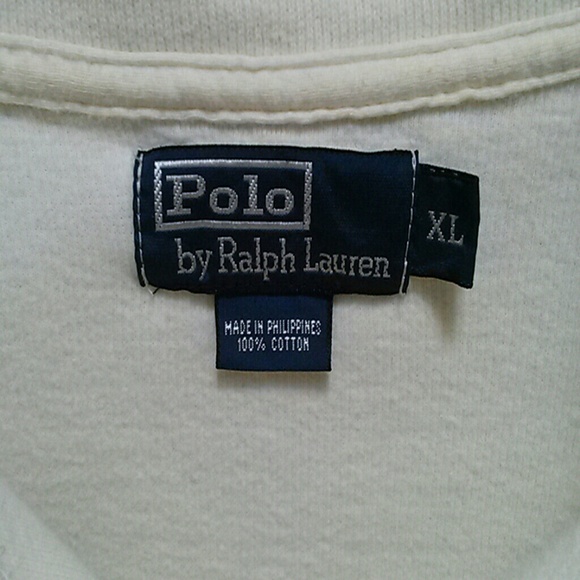 Polo
by Ralph Lauren
XL
MADE IN PHILIPPINES
100% COTTON